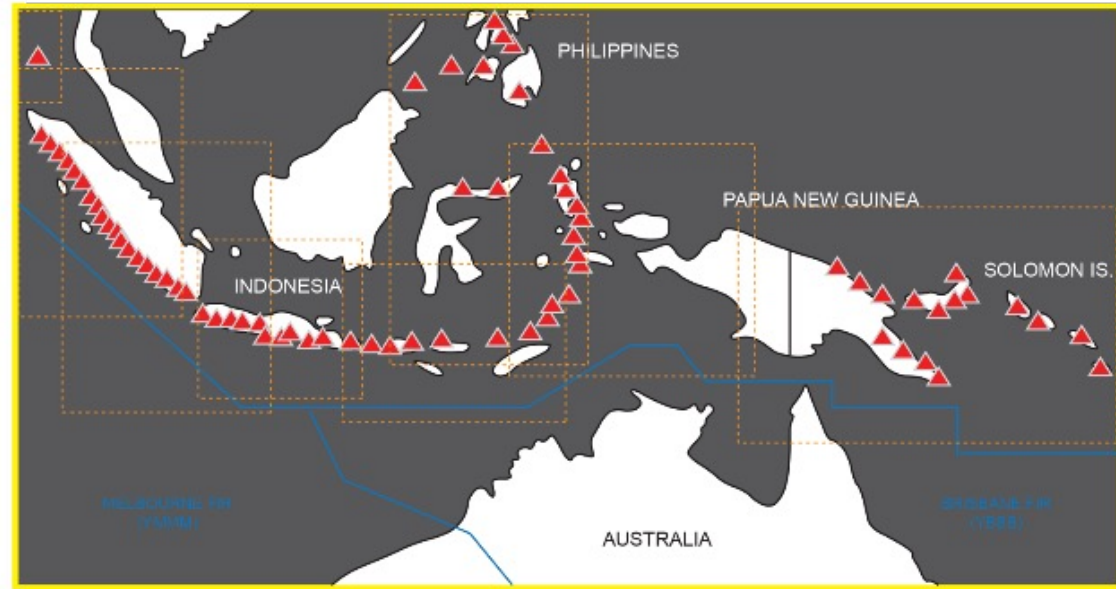 PHILIPPINES
PAPUA NEW GUINEA
SOLOMON IS.
INDONESIA
AUSTRALIA